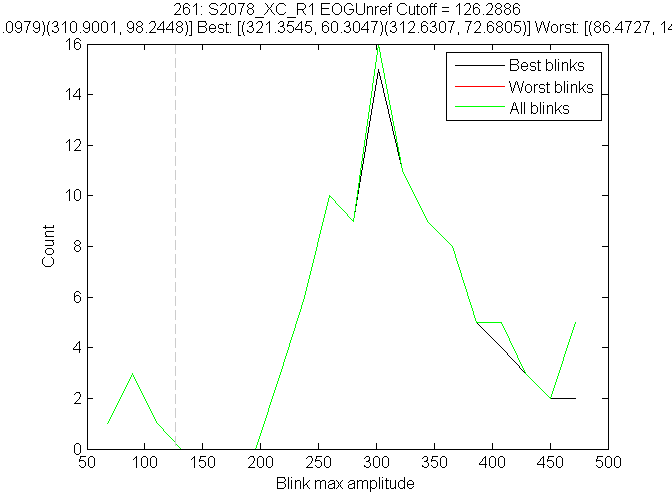 261: S2078_XC_R1 EOGUnref Cutoff = 126.2886
.0979)(310.9001, 98.2448)] Best: [(321.3545, 60.3047)(312.6307, 72.6805)] Worst: [(86.4727, 14
16
14
12
10
8
6
4
2
0
Count
Best blinks
Worst blinks
All blinks
50 100 150 200 250 300 350 400 450 500
Blink max amplitude